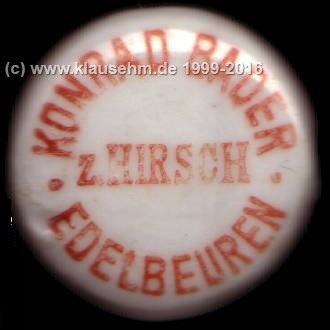 KONRAD BADER
(c) www.klausehm.de 1999-2016
· z. HIRSCH ·
EDELBEUREN